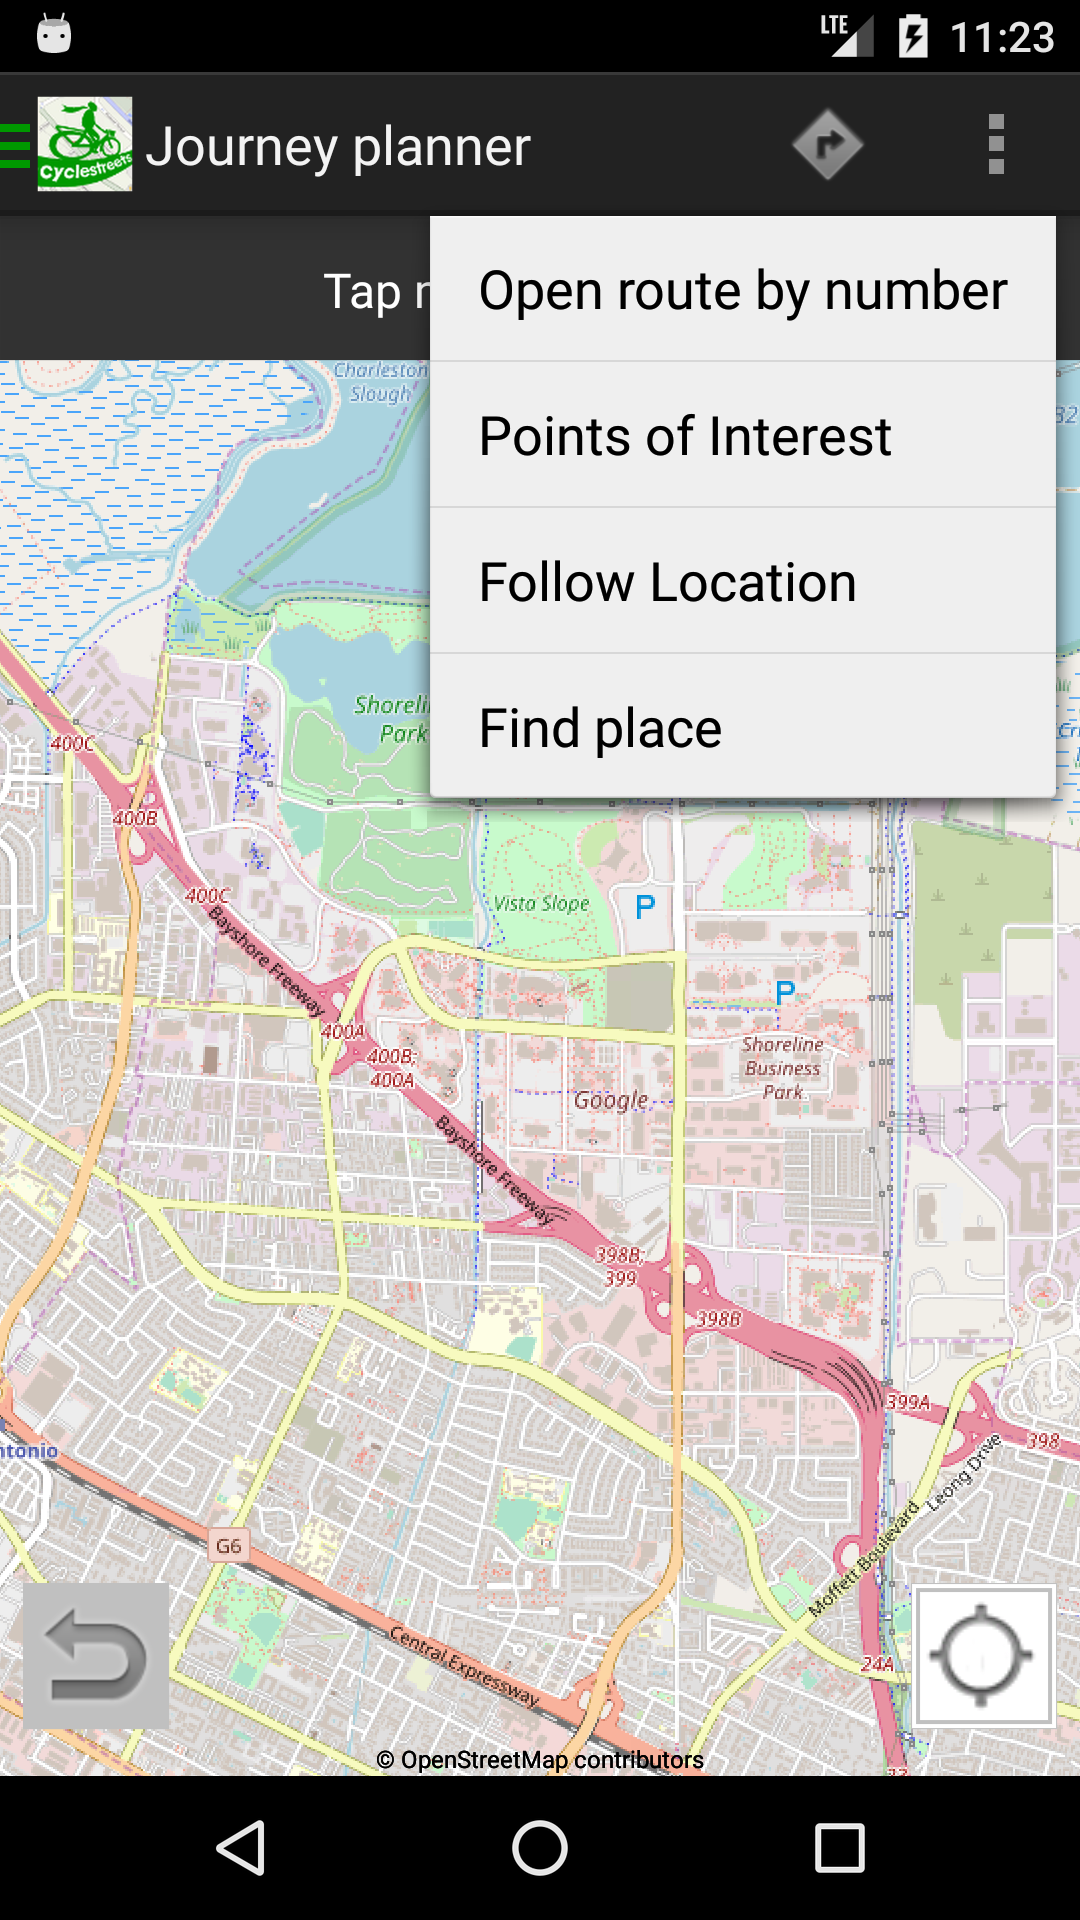 LTE 11:23
cyclestreets
Journey planner
Tap
Open route by number
Points of Interest
Follow Location
Find place
Charleston
Slough
Park
400C
400B
400C
Bayshore Freeway
Vista Slope
P
P
400A
400B;
400A
Shoreline
Business
Park
Google
Bayshore Freeway
398B;
399
398B
399A
398
Leong Drive
Moffett Boulevard
G6
Central Expressway
24A
© OpenStreetMap contributors